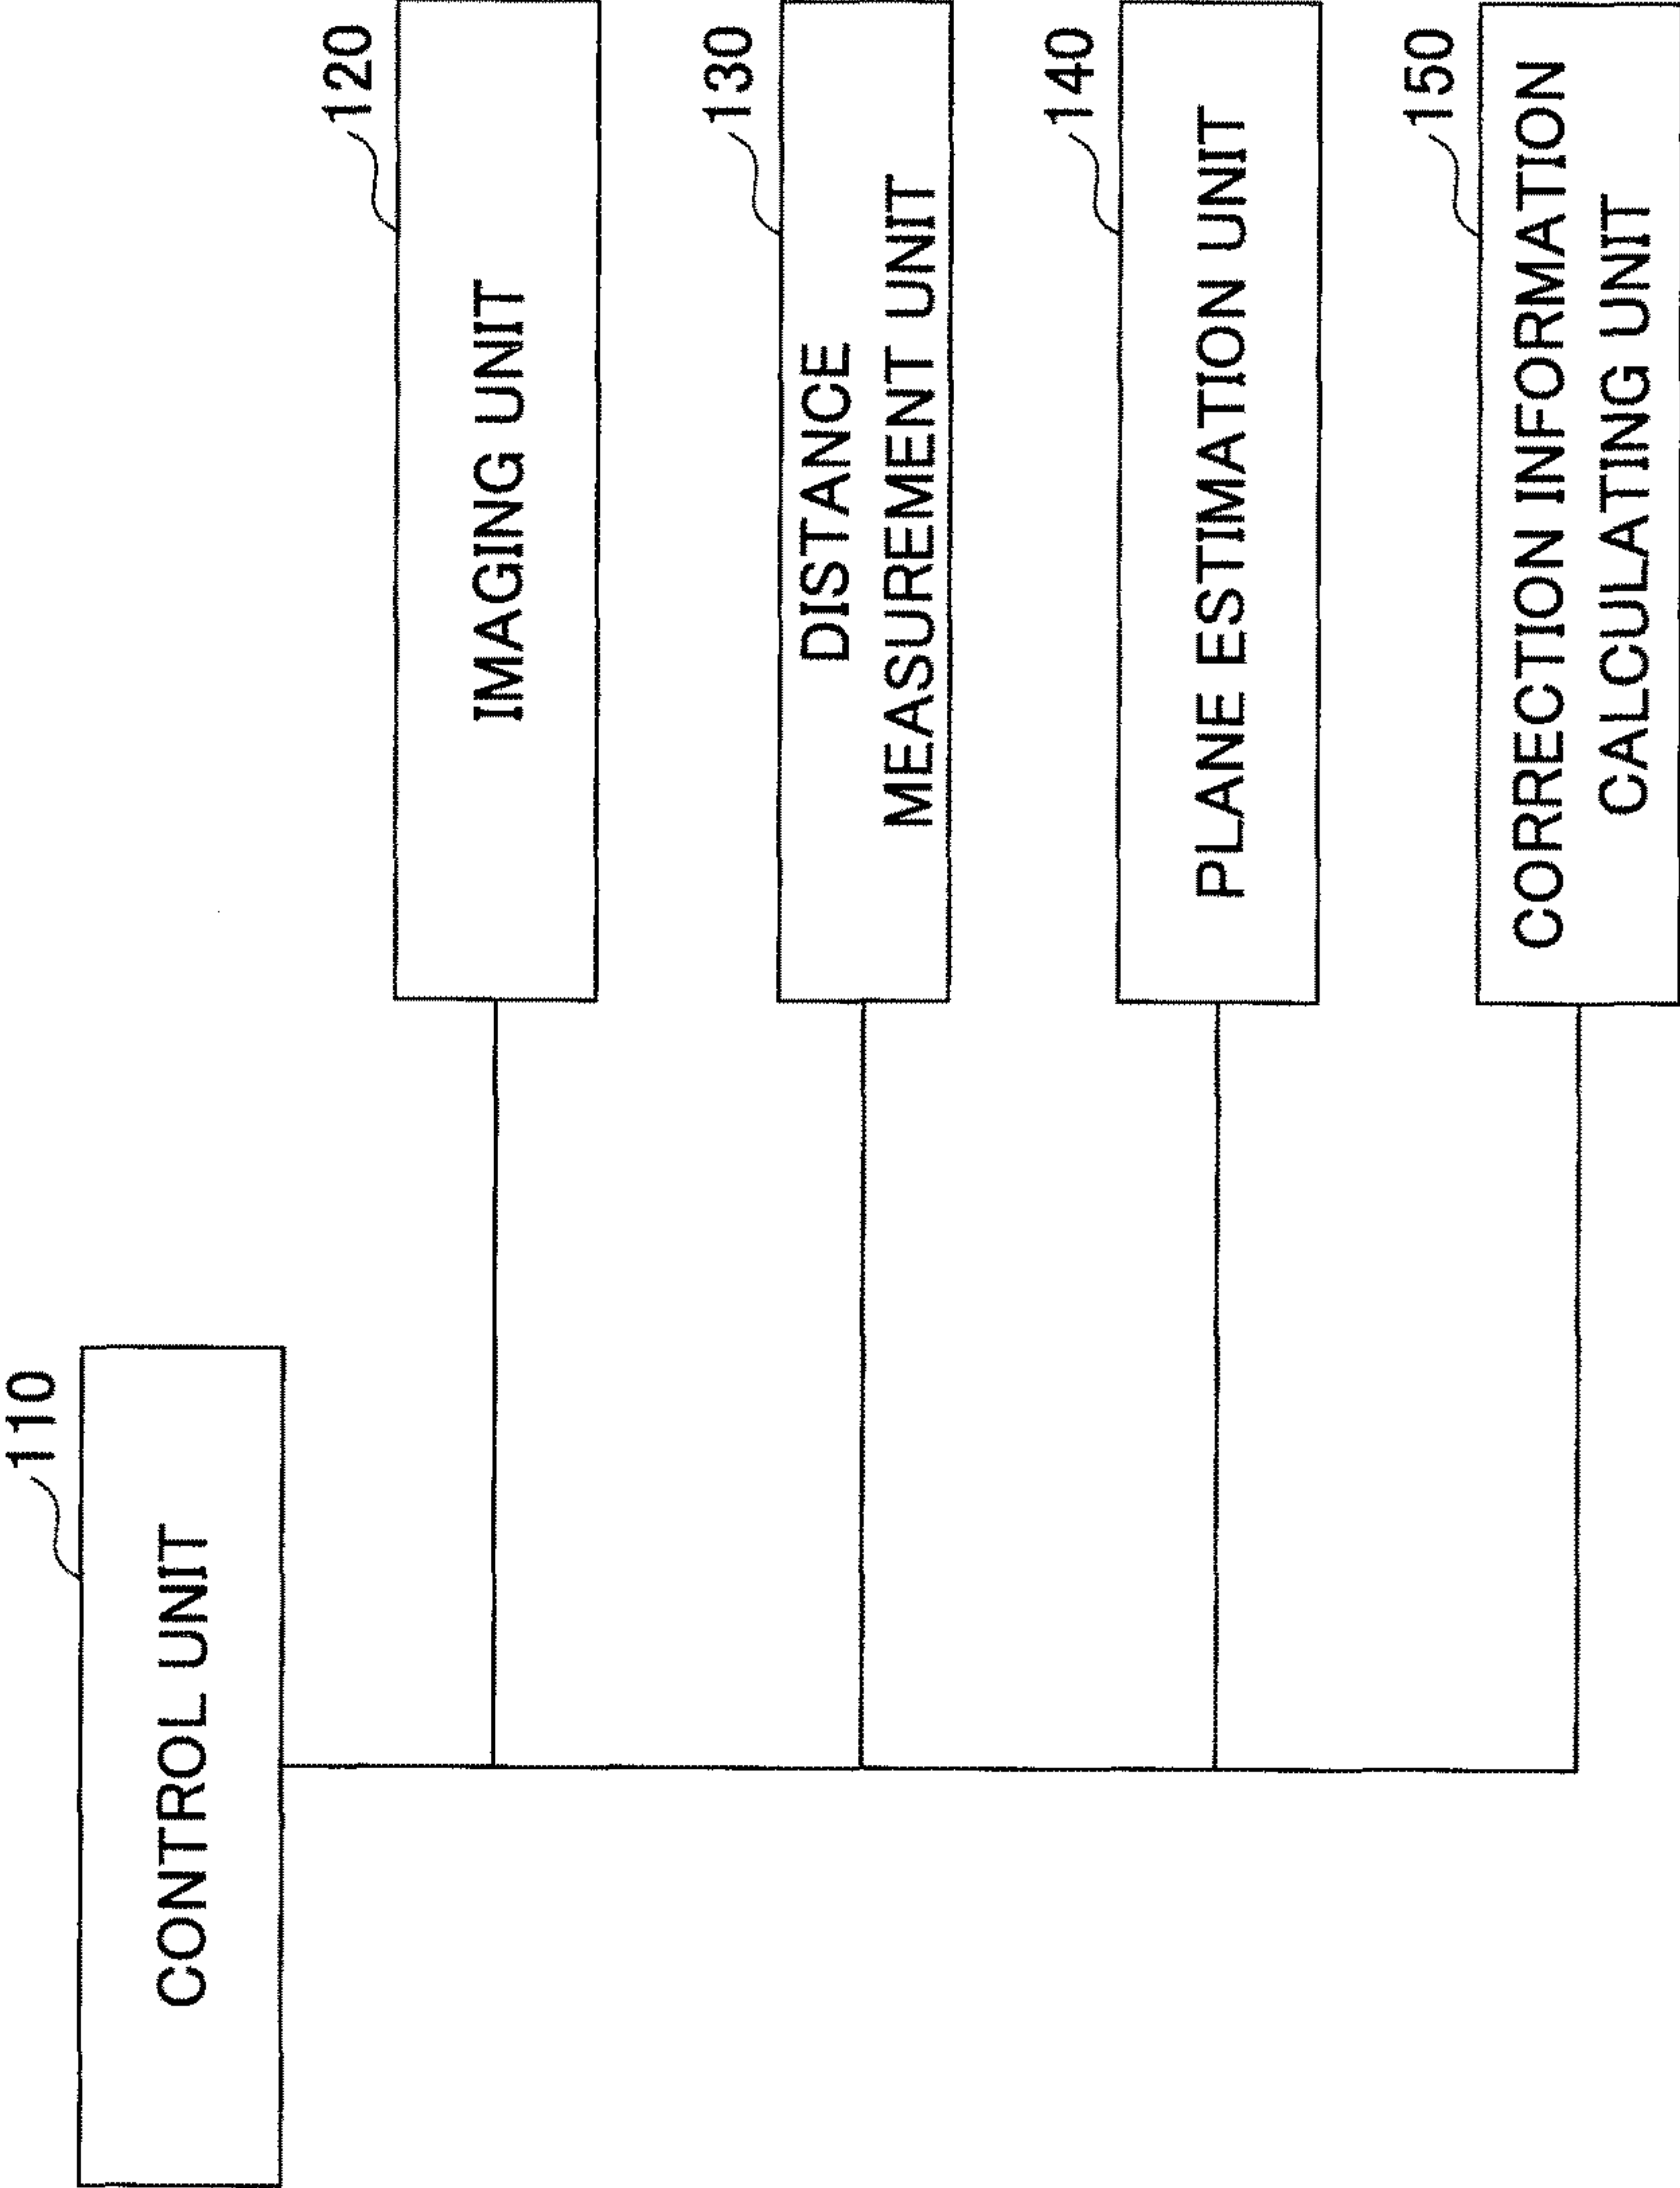 110
CONTROL UNIT
120
IMAGING UNIT
130
DISTANCE
MEASUREMENT UNIT
140
PLANE ESTIMATION UNIT
150
CORRECTION INFORMATION
CALCULATING UNIT